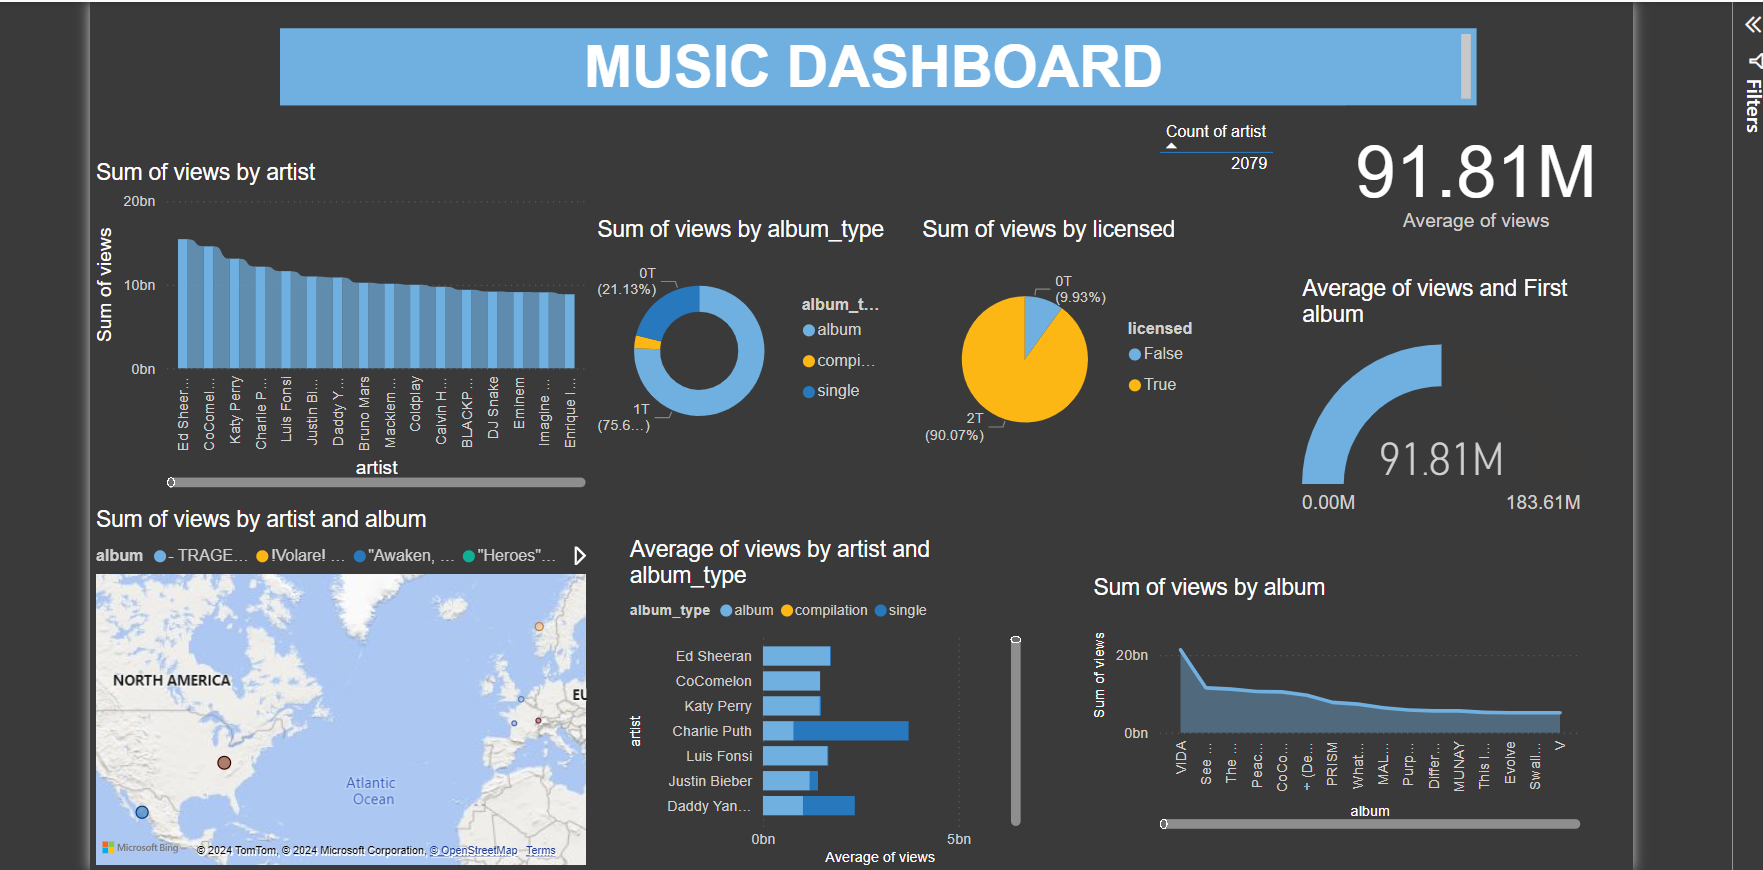 MUSIC DASHBOARD
Filters
Count of artist
2079
91.81M
Average of views
Sum of views by artist
20bn
10bn
0bn
Sum of views
Ed Sheer...
CoComel...
Katy Perry
Charlie P...
Luis Fonsi
Justin Bi...
Daddy Y...
Bruno Mars
Macklem...
Coldplay
Calvin H...
BLACKP...
DJ Snake
Eminem
Imagine ...
Enrique I...
artist
Sum of views by album_type
0T
(21.13%)
1T
(75.6...)
album_t...
album
compi...
single
Sum of views by licensed
0T
(9.93%)
2T
(90.07%)
licensed
False
True
Average of views and First
album
91.81M
0.00M
183.61M
Sum of views by artist and album
album - TRAGE... !Volare! ... "Awaken, ... "Heroes"...
NORTH AMERICA
EU
Atlantic
Ocean
Microsoft Bing
© 2024 TomTom, © 2024 Microsoft Corporation, © OpenStreetMap Terms
Average of views by artist and
album_type
album_type album compilation single
artist
Ed Sheeran
CoComelon
Katy Perry
Charlie Puth
Luis Fonsi
Justin Bieber
Daddy Yan...
0bn
5bn
Average of views
Sum of views by album
Sum of views
20bn
0bn
VIDA
See ...
The ...
Peac...
CoCo...
+ (De...
PRISM
What...
MAL...
Purp...
Differ...
MUNAY
This I...
Evolve
Swall...
V
album